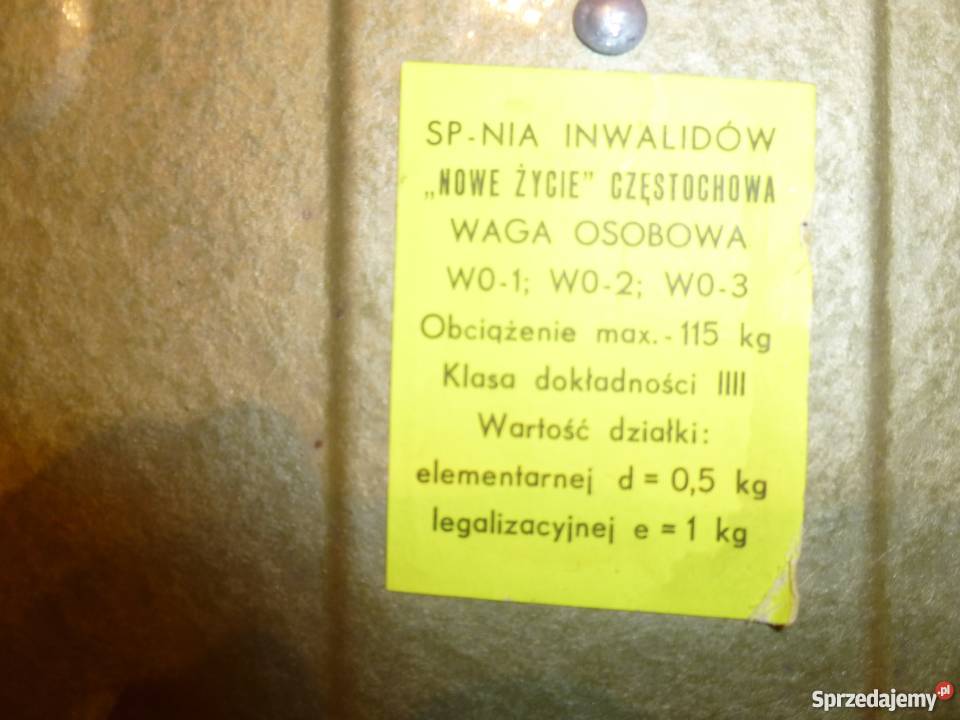 SP-NIA INWALIDÓW
„NOWE ŻYCIE” CZĘSTOCHOWA
WAGA OSOBOWA
WO-1; WO-2; WO-3
Obciążenie max.-115 kg
Klasa dokładności IIII
Wartość działki:
elementarnej d = 0,5 kg
legalizacyjnej e = 1 kg
Sprzedajemy.pl